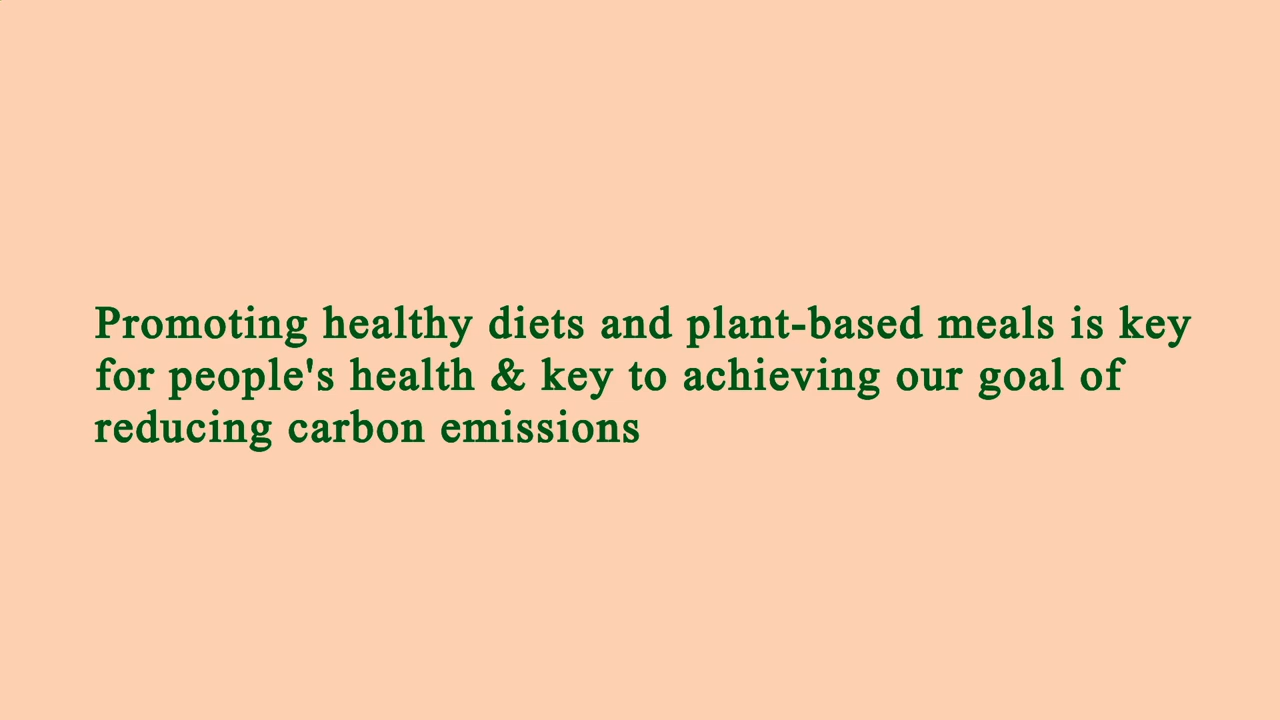 Promoting healthy diets and plant-based meals is key
for people's health & key to achieving our goal of
reducing carbon emissions